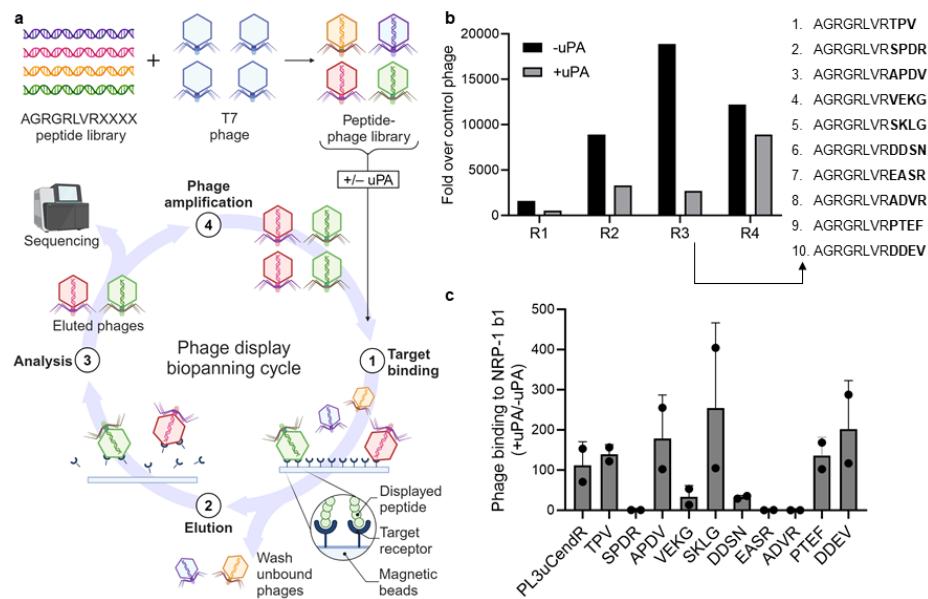 a
AGRGRLVRXXXX
peptide library
+
T7
phage
Peptide-
phage library
+/– uPA
Phage
amplification
4
Sequencing
Eluted phages
Analysis 3
Phage display
biopanning cycle
1 Target
binding
2
Elution
Wash
unbound
phages
Displayed
peptide
Target
receptor
Magnetic
beads
b
Fold over control phage
20000
15000
10000
5000
0
-uPA
+uPA
R1 R2 R3 R4
1. AGRGRLVRTPV
2. AGRGRLVRSPDR
3. AGRGRLVRAPDV
4. AGRGRLVRVEKG
5. AGRGRLVRSKLG
6. AGRGRLVRDDSN
7. AGRGRLVREASR
8. AGRGRLVRADVR
9. AGRGRLVRPTEF
10. AGRGRLVRDDEV
c
Phage binding to NRP-1 b1
(+uPA/-uPA)
500
400
300
200
100
0
PL3uCendR
TPV
SPDR
APDV
VEKG
SKLG
DDSN
EASR
ADVR
PTEF
DDEV